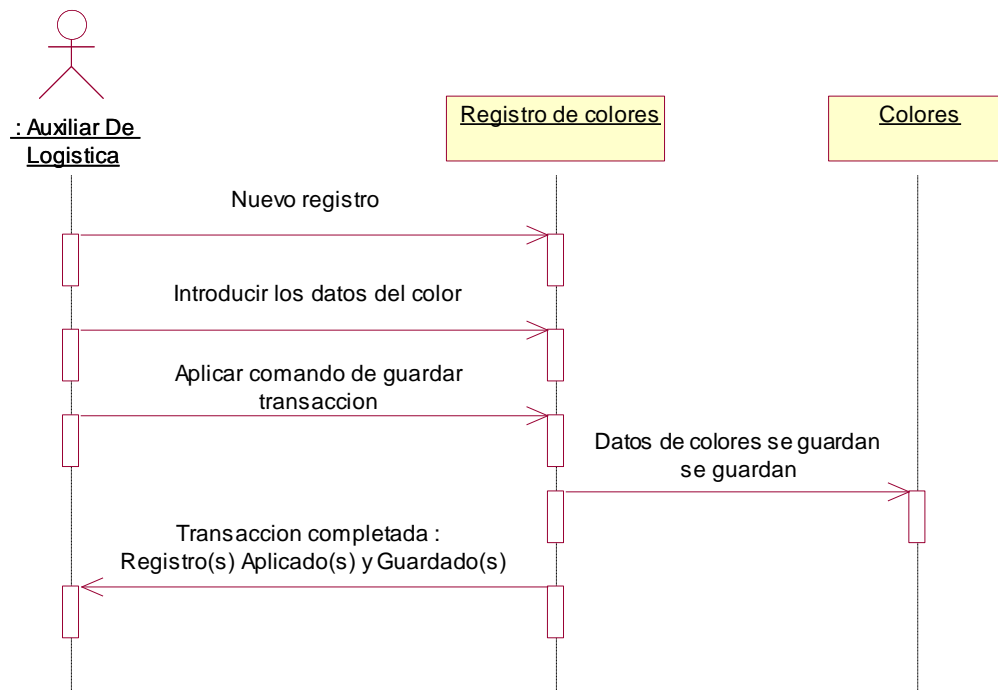 : Auxiliar De
Logistica
Registro de colores
Colores
Nuevo registro
Introducir los datos del color
Aplicar comando de guardar
transaccion
Datos de colores se guardan
se guardan
Transaccion completada :
Registro(s) Aplicado(s) y Guardado(s)